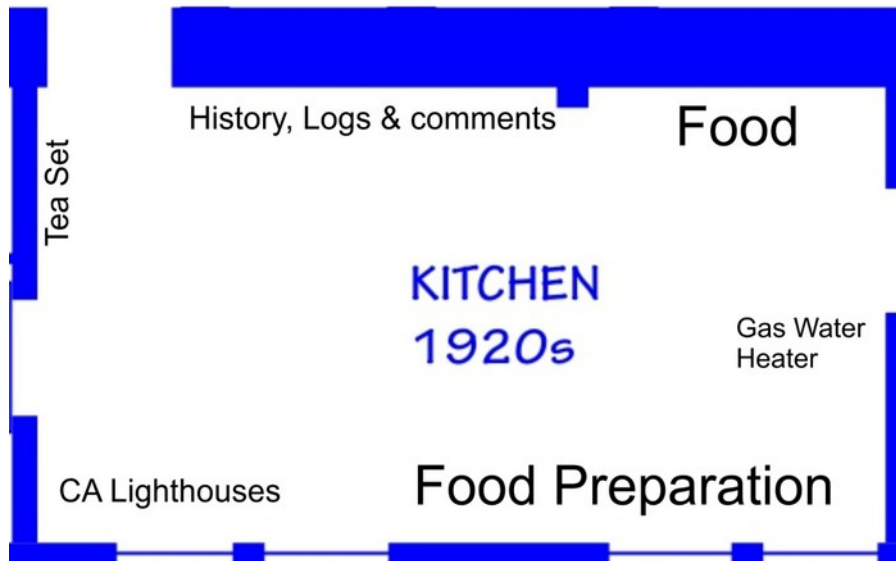 History, Logs & comments
Food
Tea Set
KITCHEN
1920s
Gas Water
Heater
CA Lighthouses
Food Preparation